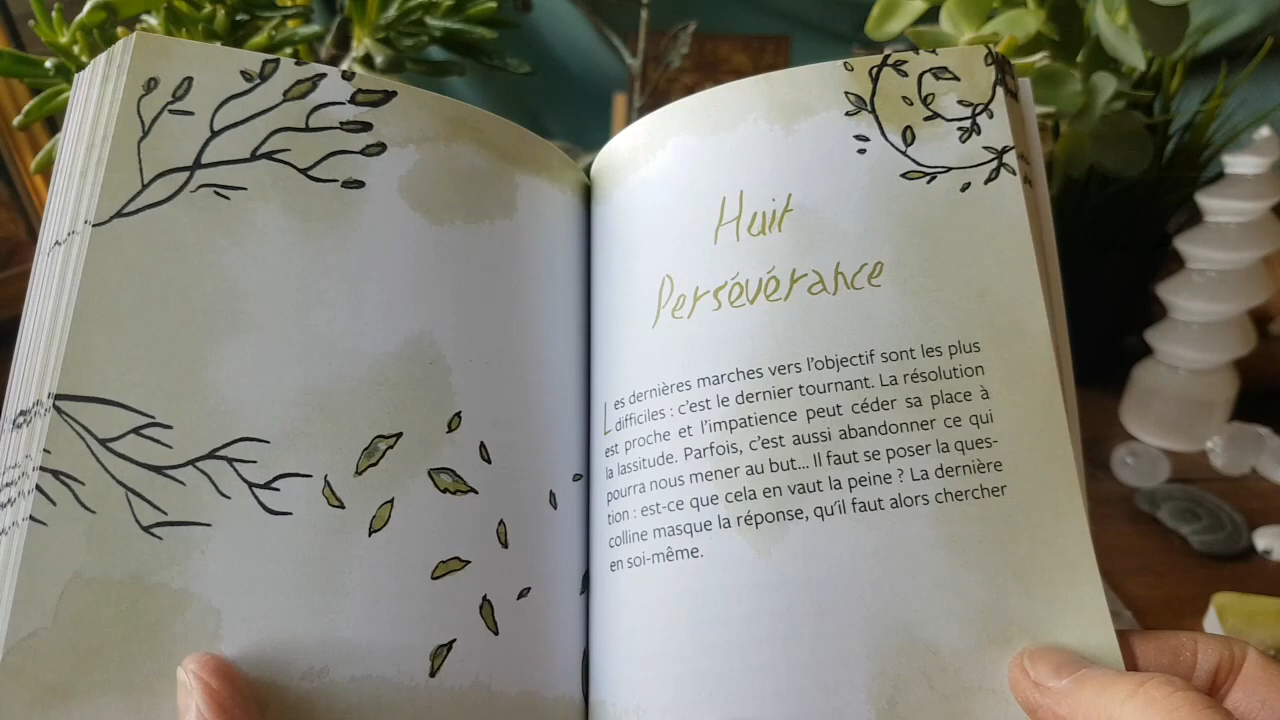 Huit
Persévérance
Les dernières marches vers l'objectif sont les plus
difficiles : c'est le dernier tournant. La résolution
est proche et l'impatience peut céder sa place à
la lassitude. Parfois, c'est aussi abandonner ce qui
pourra nous mener au but... Il faut se poser la ques-
tion : est-ce que cela en vaut la peine ? La dernière
colline masque la réponse, qu'il faut alors chercher
en soi-même.